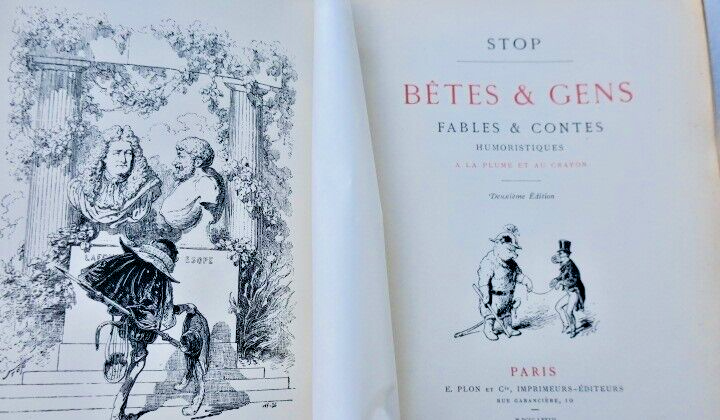 ÉSOPE
STOP
BÊTES & GENS
FABLES & CONTES
HUMORISTIQUES
A LA PLUME ET AU CRAYON
Deuxième Édition
PARIS
E. PLON ET Cie, IMPRIMEURS-ÉDITEURS
RUE GARANCIÈRE, 10